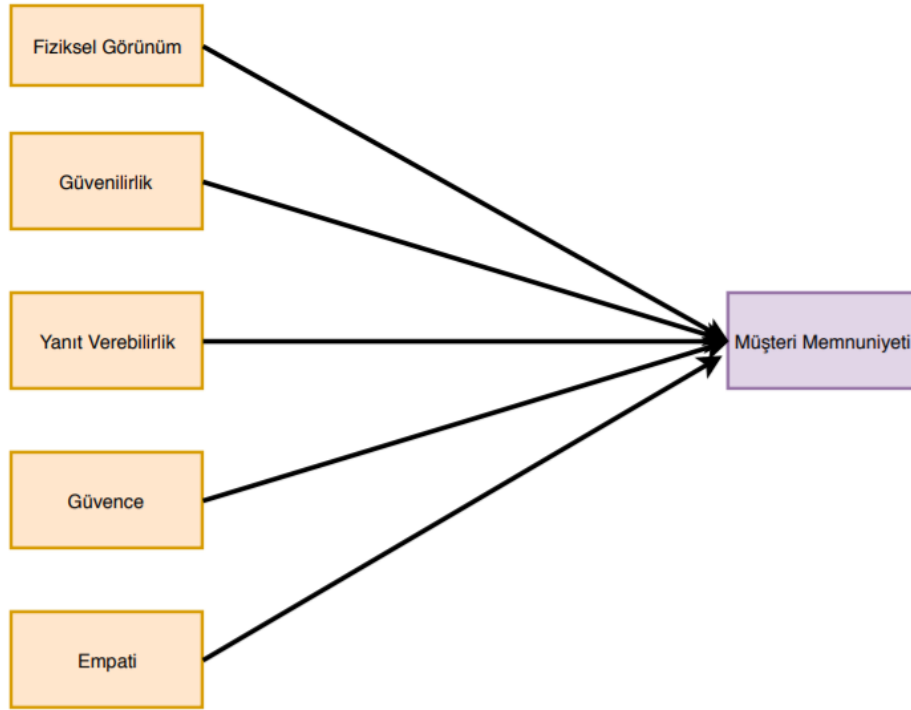 Fiziksel Görünüm
Güvenilirlik
Yanıt Verebilirlik
Müşteri Memnuniyeti
Güvence
Empati